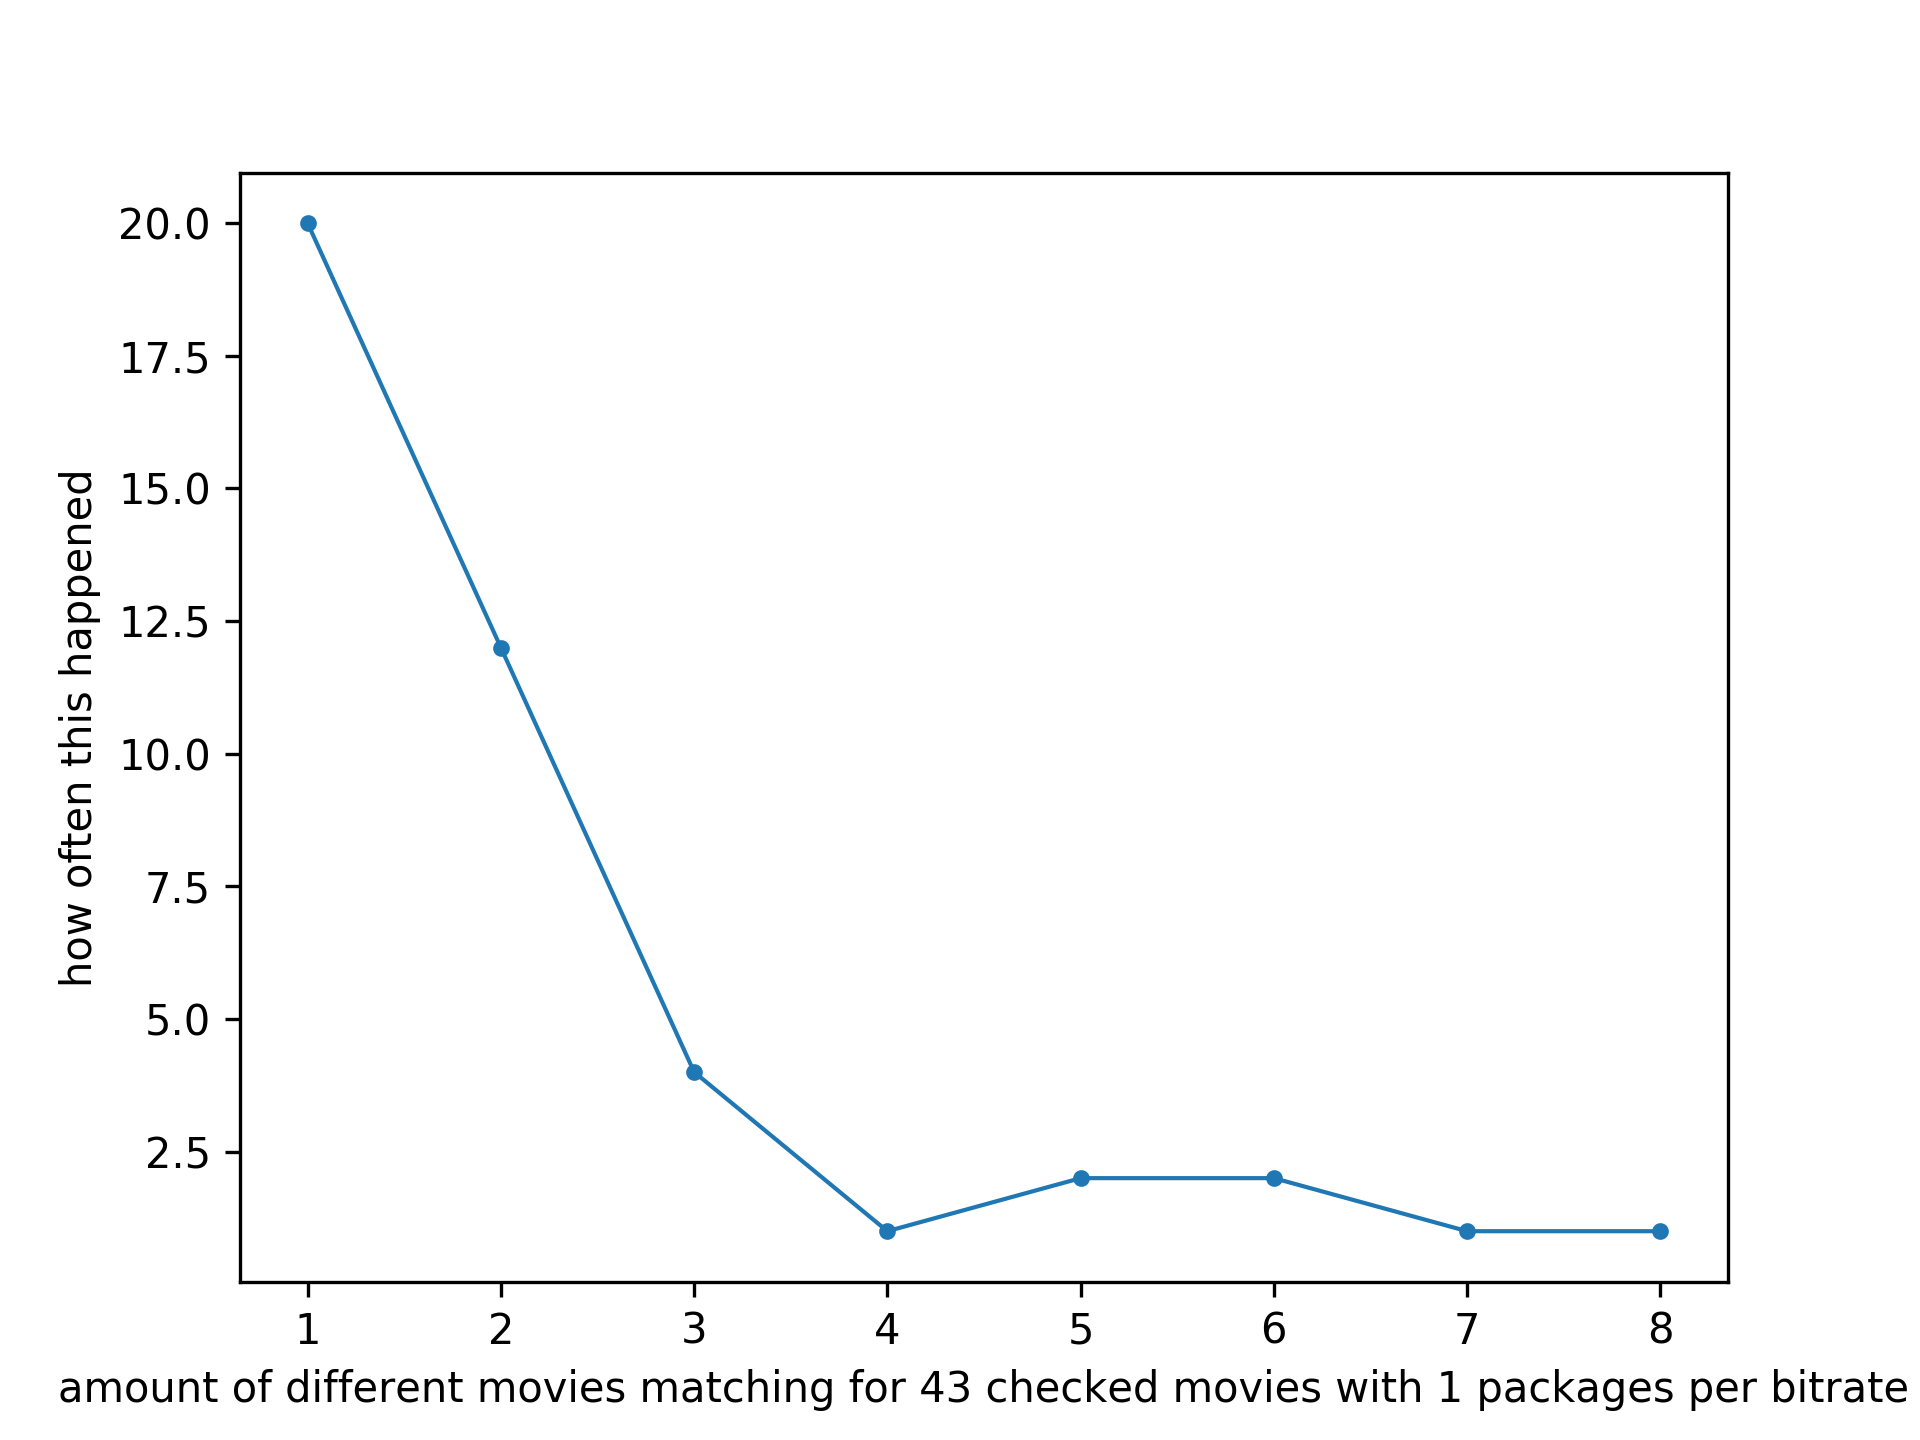 20.0
17.5
15.0
12.5
10.0
7.5
5.0
2.5
how often this happened
1 2 3 4 5 6 7 8
amount of different movies matching for 43 checked movies with 1 packages per bitrate